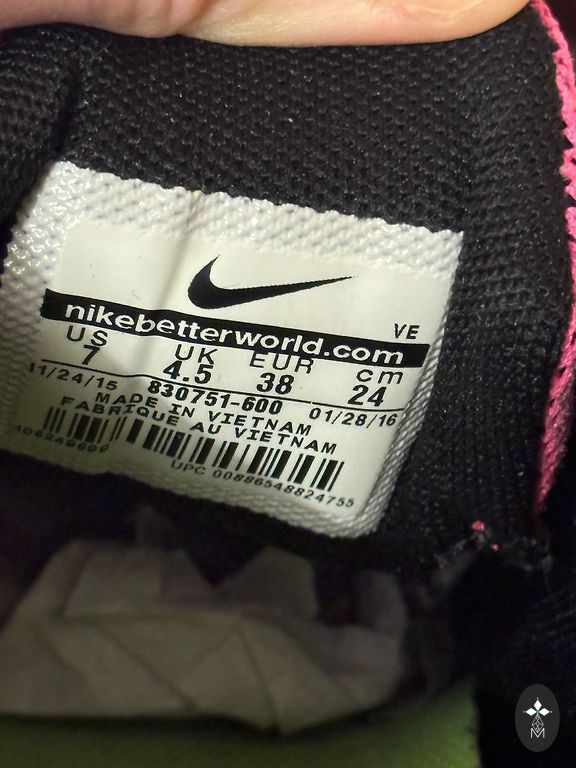 VE
nikebetterworld.com
US UK EUR cm
7 4.5 38 24
11/24/15 830751-600 01/28/16
MADE IN VIETNAM
FABRIQUE AU VIETNAM
UPC 00886548824755
M